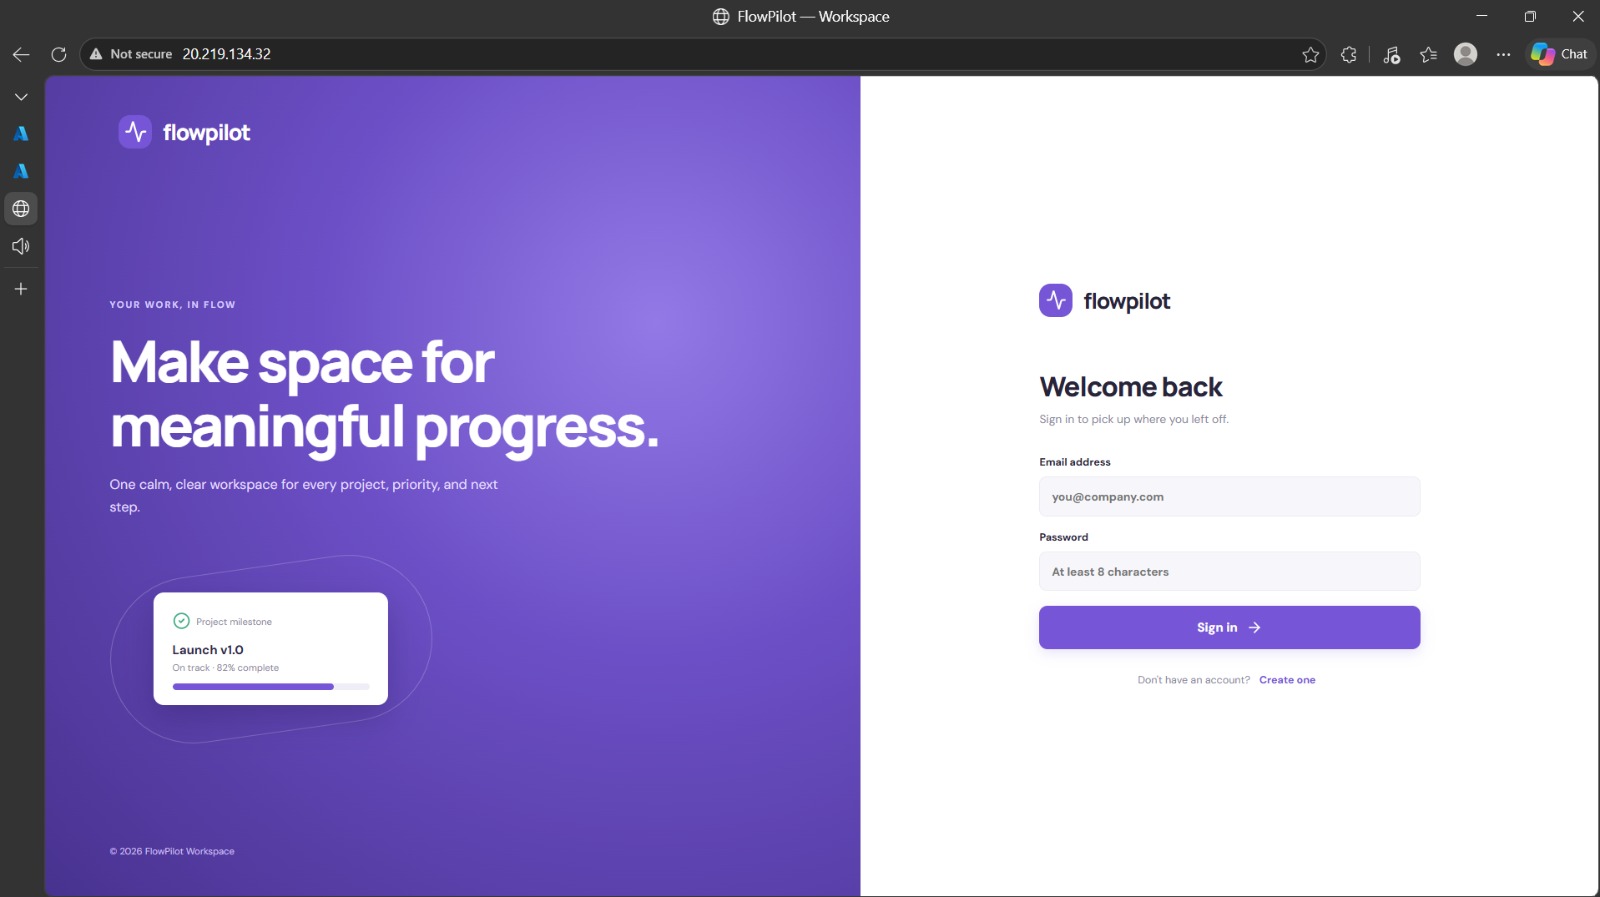 FlowPilot — Workspace
Not secure 20.219.134.32
Chat
flowpilot
YOUR WORK, IN FLOW
Make space for
meaningful progress.
One calm, clear workspace for every project, priority, and next
step.
Project milestone
Launch v1.0
On track · 82% complete
© 2026 FlowPilot Workspace
flowpilot
Welcome back
Sign in to pick up where you left off.
Email address
you@company.com
Password
At least 8 characters
Sign in →
Don't have an account? Create one